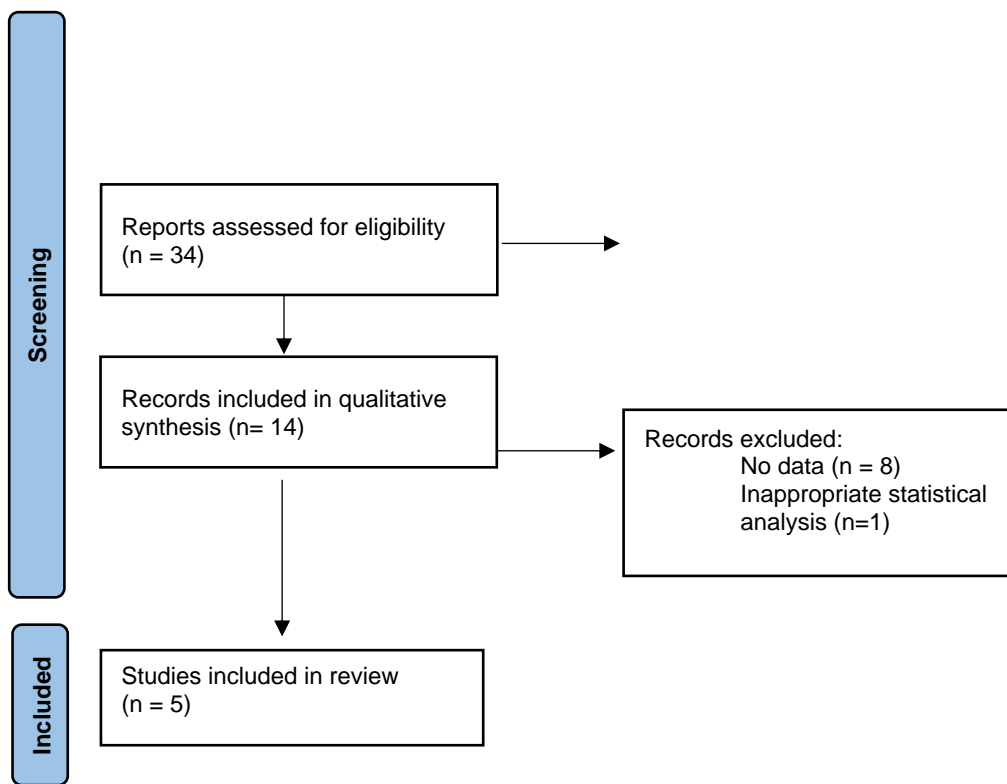 Screening
Reports assessed for eligibility
(n = 34)
Records included in qualitative
synthesis (n= 14)
Records excluded:
No data (n = 8)
Inappropriate statistical
analysis (n=1)
Included
Studies included in review
(n = 5)